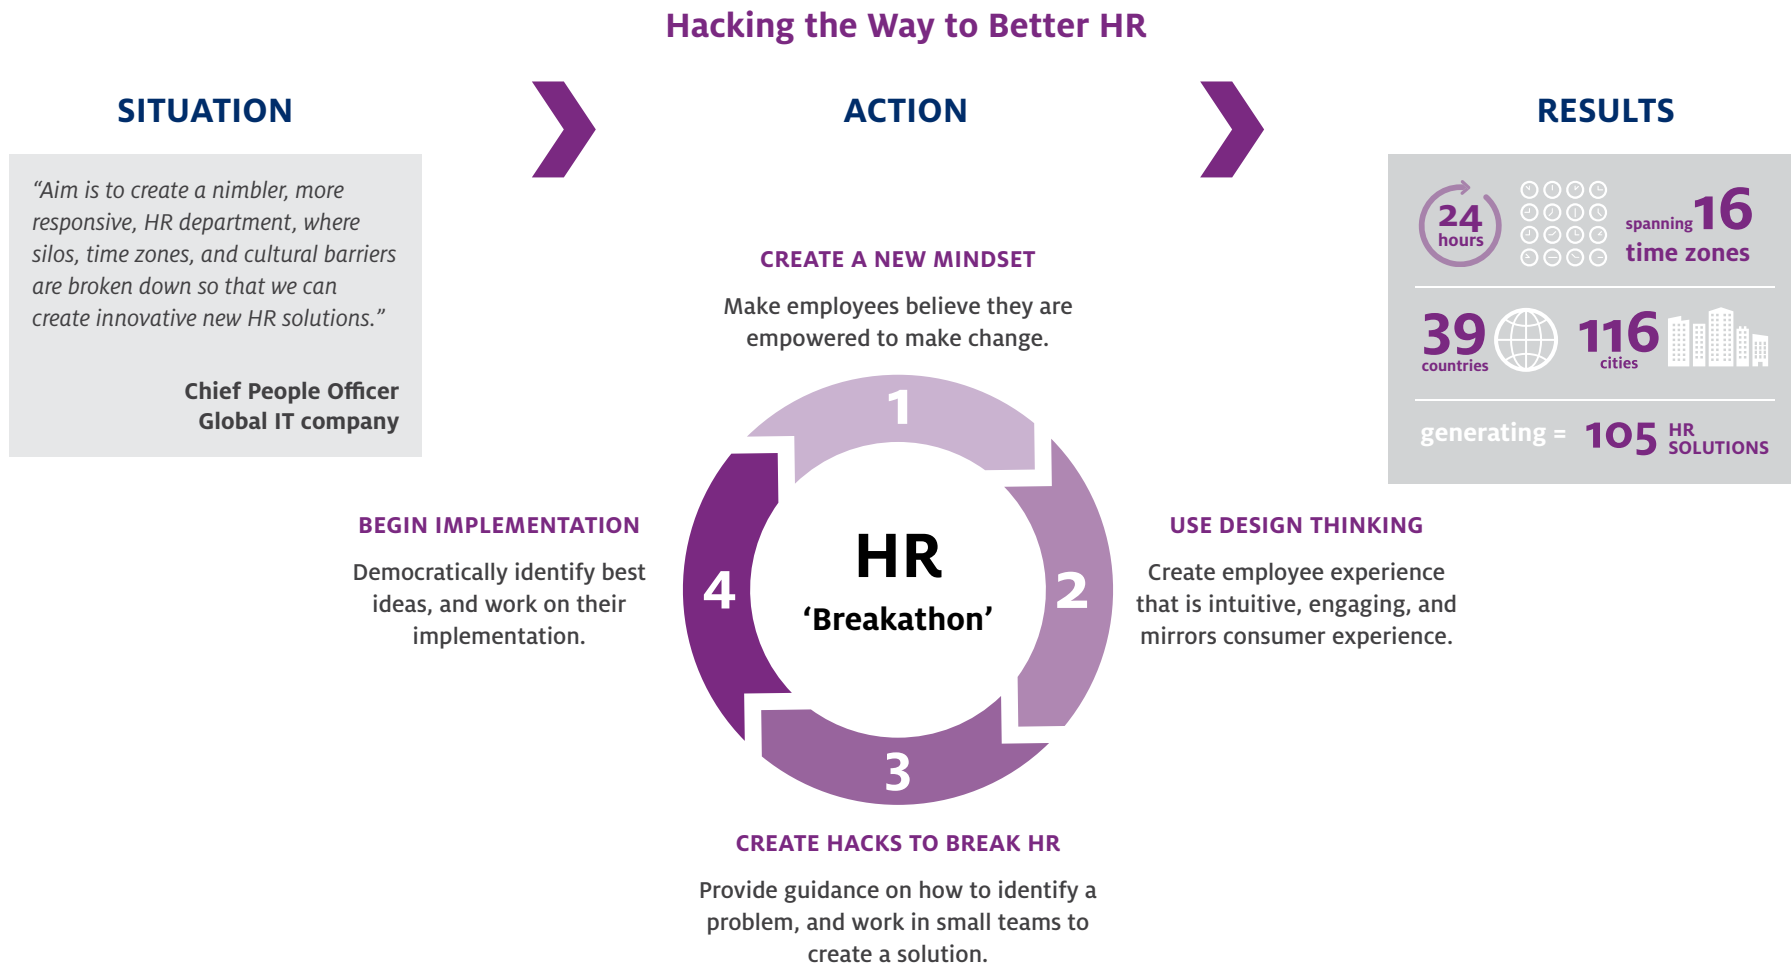 Hacking the Way to Better HR
SITUATION
“Aim is to create a nimbler, more
responsive, HR department, where
silos, time zones, and cultural barriers
are broken down so that we can
create innovative new HR solutions.”
Chief People Officer
Global IT company
ACTION
CREATE A NEW MINDSET
Make employees believe they are
empowered to make change.
1
USE DESIGN THINKING
Create employee experience
that is intuitive, engaging, and
mirrors consumer experience.
2
CREATE HACKS TO BREAK HR
Provide guidance on how to identify a
problem, and work in small teams to
create a solution.
3
BEGIN IMPLEMENTATION
Democratically identify best
ideas, and work on their
implementation.
4
HR
‘Breakathon’
RESULTS
24
hours
spanning 16
time zones
39
countries
116
cities
generating = 105 HR
SOLUTIONS